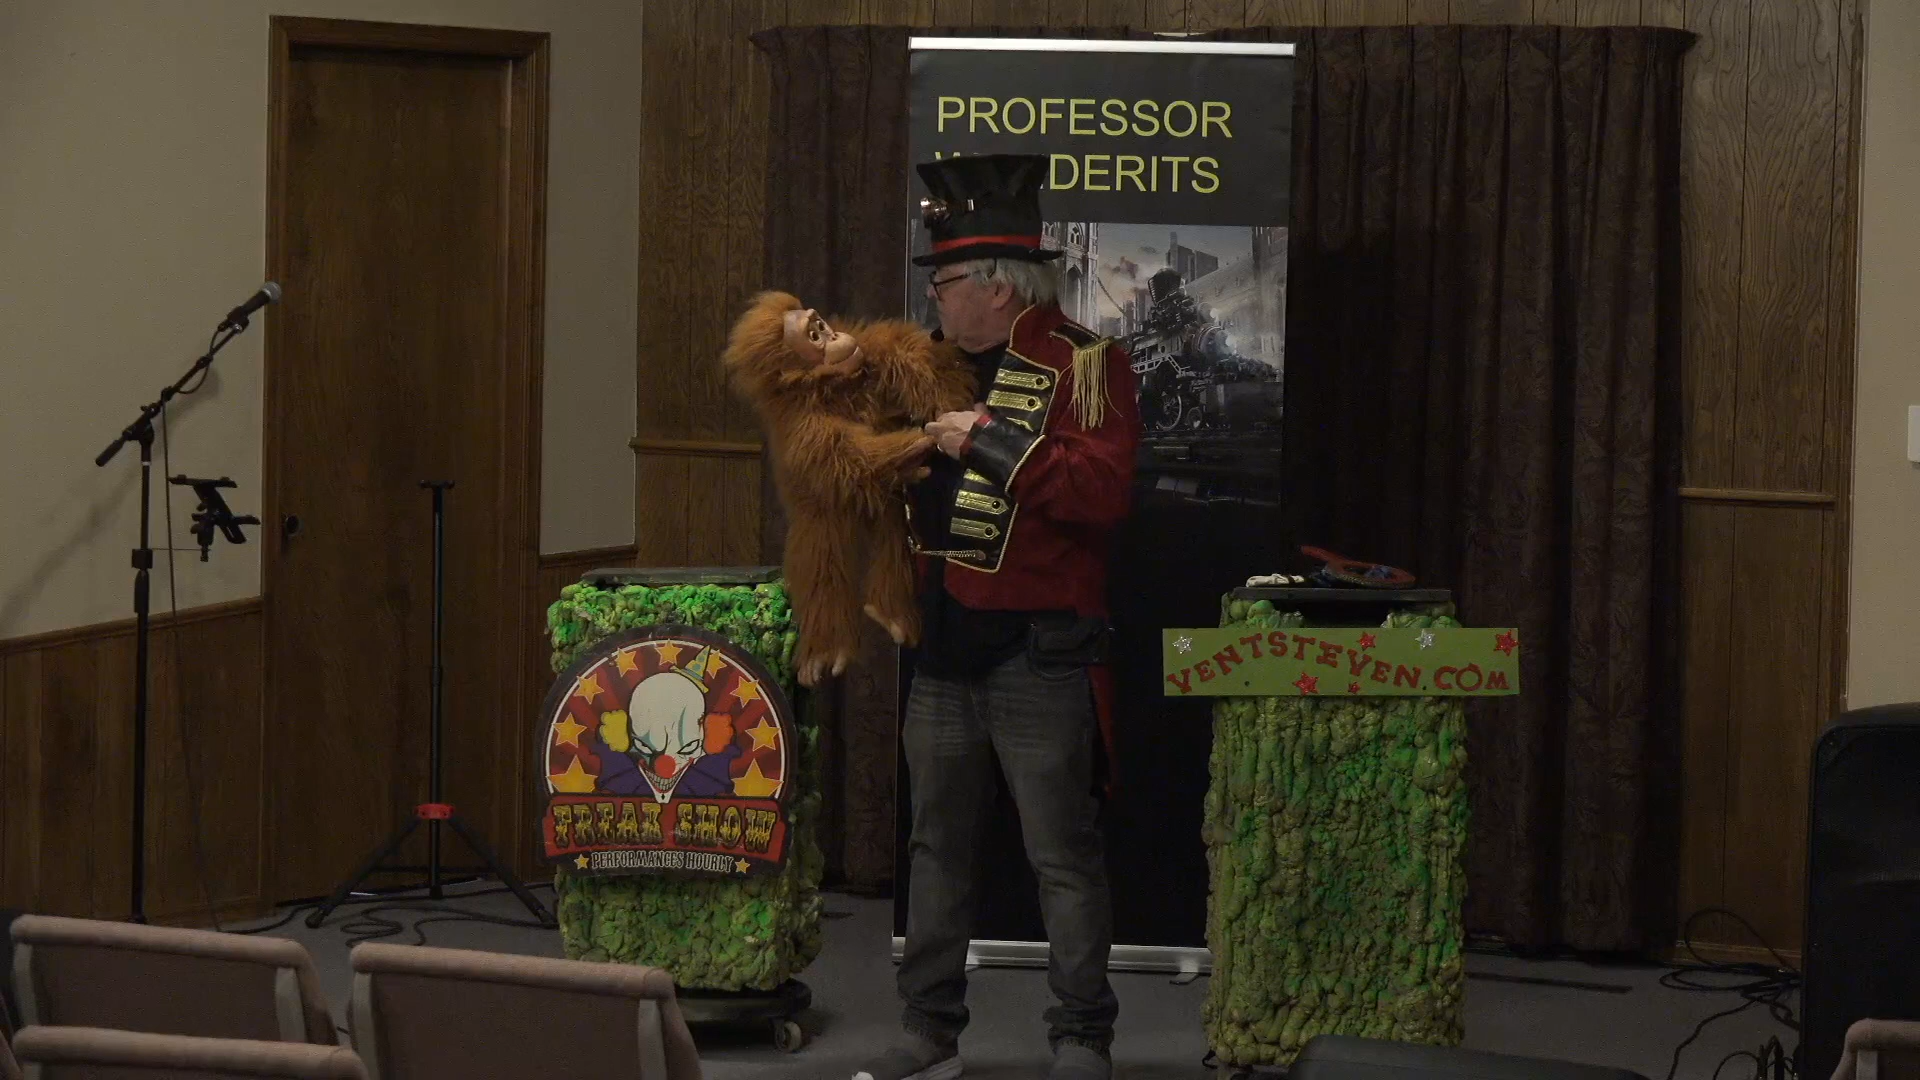 PROFESSOR
DERITS
VENTSTEVEN.COM
FREAK SHOW
PERFORMANCES HOURLY